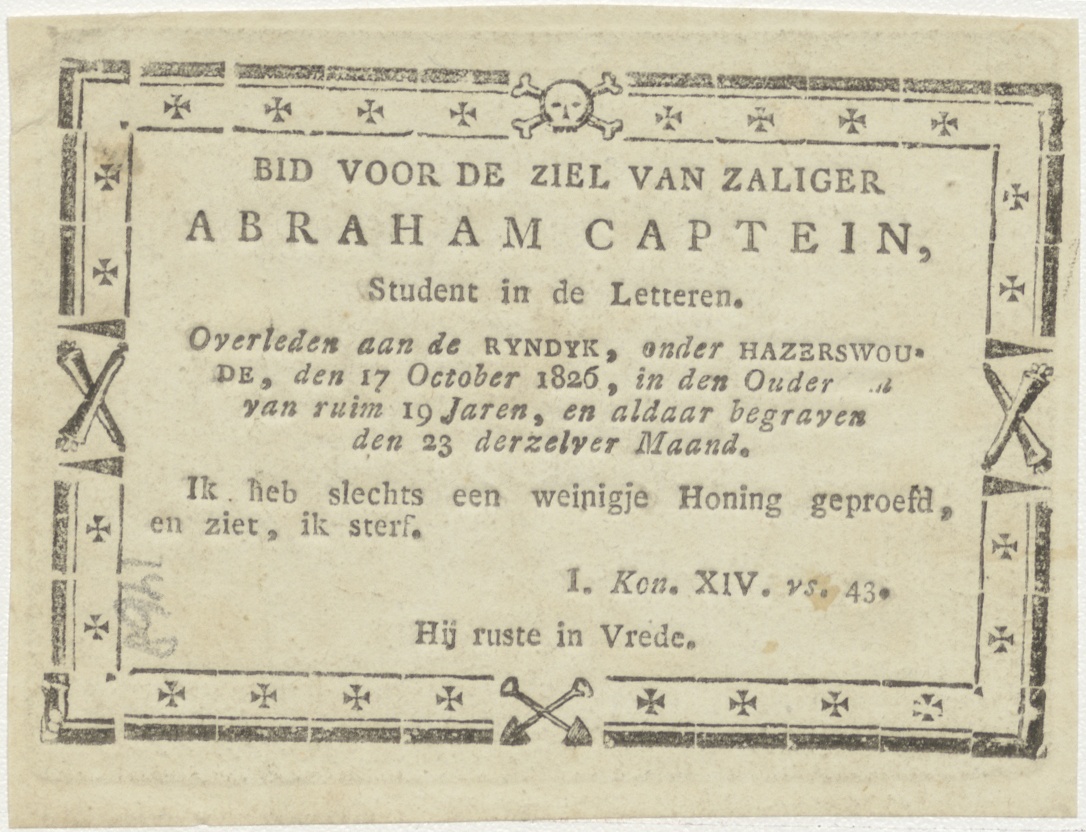 BID VOOR DE ZIEL VAN ZALIGER
ABRAHAM CAPTEIN,
Student in de Letteren.
Overleden aan de RYNDYK, onder HAZERSWOU-
DE, den 17 October 1826, in den Ouder
van ruim 19 Jaren, en aldaar begraven
den 23 derzelver Maand.
Ik heb slechts een weinigje Honing geproefd,
en ziet, ik sterf.
I. Kon. XIV. vs. 43.
Hij ruste in Vrede.